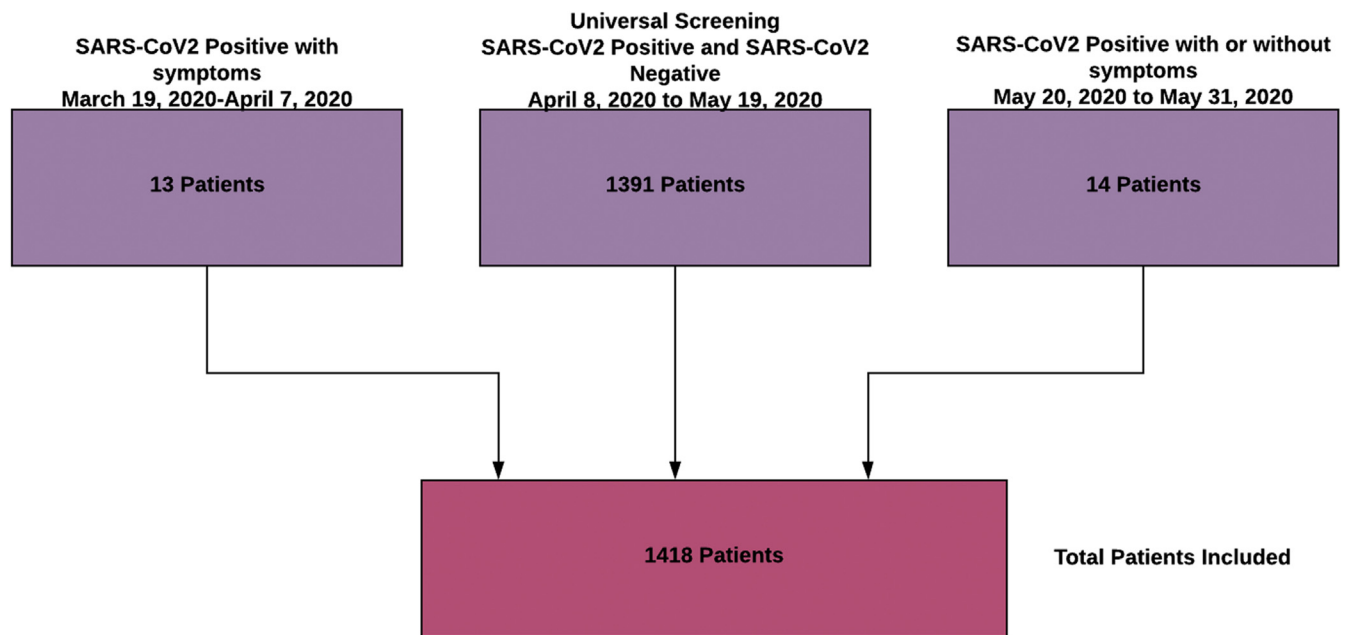 SARS-CoV2 Positive with
symptoms
March 19, 2020-April 7, 2020
13 Patients
Universal Screening
SARS-CoV2 Positive and SARS-CoV2
Negative
April 8, 2020 to May 19, 2020
1391 Patients
SARS-CoV2 Positive with or without
symptoms
May 20, 2020 to May 31, 2020
14 Patients
1418 Patients
Total Patients Included